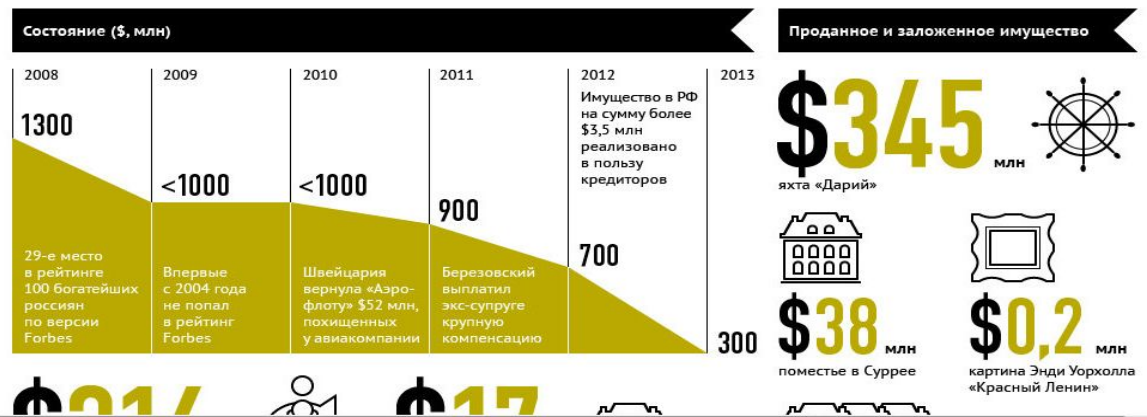 Состояние ($, млн)
2008
1300
29-е место
в рейтинге
100 богатейших
россиян
по версии
Forbes
2009
<1000
Впервые
с 2004 года
не попал
в рейтинг
Forbes
2010
<1000
Швейцария
вернула «Аэро-
флоту» $52 млн,
похищенных
у авиакомпании
2011
900
Березовский
выплатил
экс-супруге
крупную
компенсацию
2012
Имущество в РФ
на сумму более
$3,5 млн
реализовано
в пользу
кредиторов
700
2013
300
Проданное и заложенное имущество
$345 млн
яхта «Дарий»
$38 млн
поместье в Суррее
$0,2 млн
картина Энди Уорхолла
«Красный Ленин»